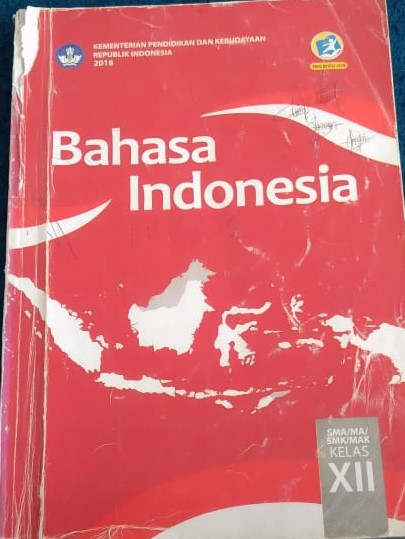 KEMENTERIAN PENDIDIKAN DAN KEBUDAYAAN
REPUBLIK INDONESIA
2018
Bahasa
Indonesia
SMA/MA/
SMK/MAK
KELAS
XII